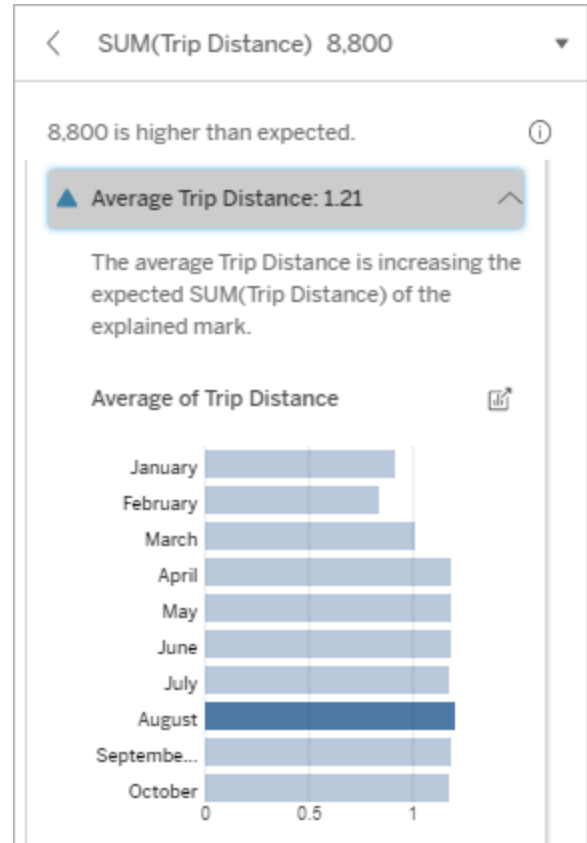 SUM(Trip Distance) 8,800
8,800 is higher than expected.
Average Trip Distance: 1.21
The average Trip Distance is increasing the
expected SUM(Trip Distance) of the
explained mark.
Average of Trip Distance
January
February
March
April
May
June
July
August
Septembe...
October
0 0.5 1